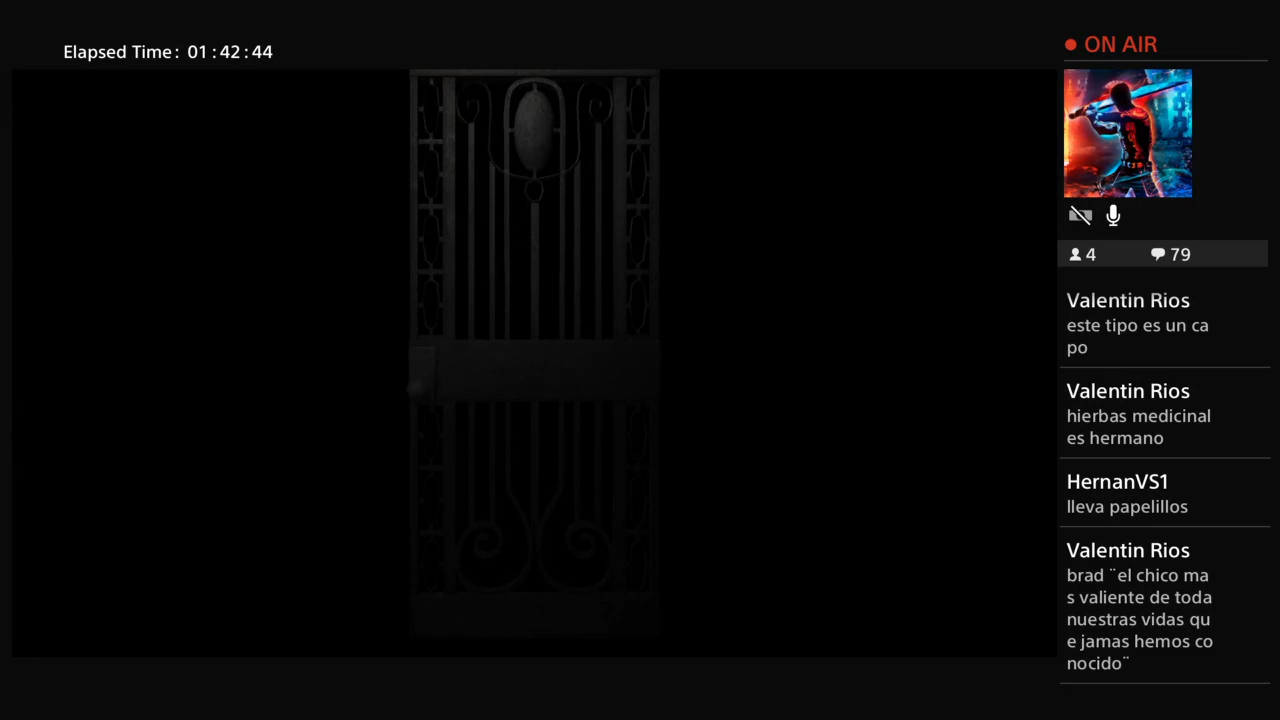 Elapsed Time: 01:42:44
ON AIR
4 79
Valentin Rios
este tipo es un ca
po
Valentin Rios
hierbas medicinal
es hermano
HernanVS1
lleva papelillos
Valentin Rios
brad ¨el chico ma
s valiente de toda
nuestras vidas qu
e jamas hemos co
nocido¨